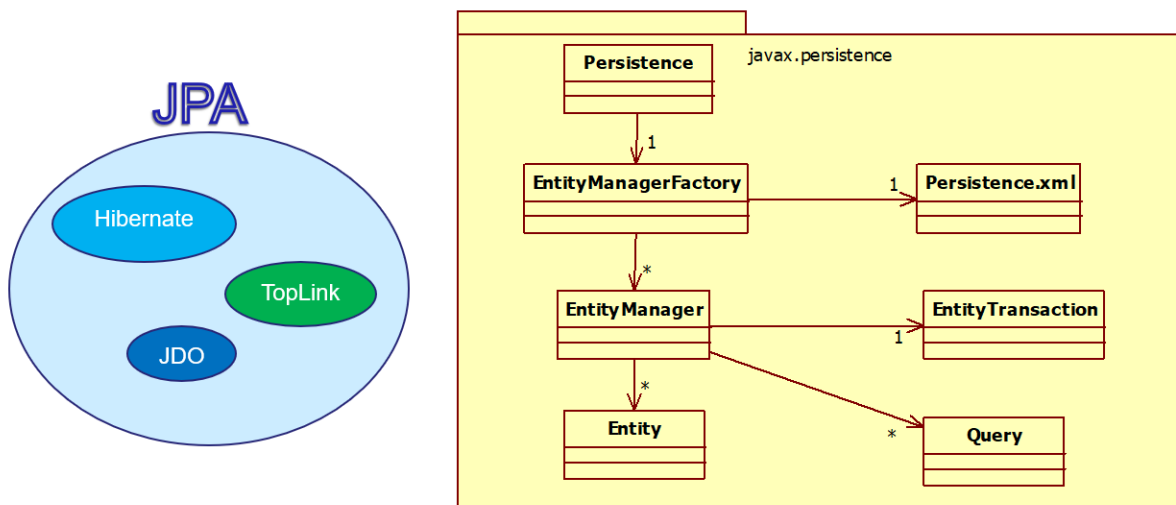 JPA
Hibernate
TopLink
JDO
javax.persistence
Persistence
1
EntityManagerFactory
1
Persistence.xml
*
EntityManager
1
EntityTransaction
*
Entity
*
Query